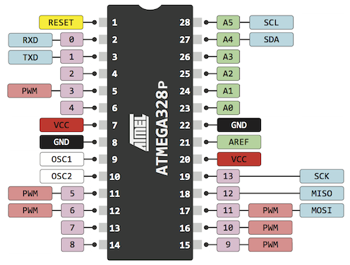 RESET 1 28 A5 SCL
RXD 0 2 27 A4 SDA
TXD 1 3 26 A3
2 4 25 A2
PWM 3 5 24 A1
4 6 23 A0
VCC 7 22 GND
GND 8 21 AREF
OSC1 9 20 VCC
OSC2 10 19 13 SCK
PWM 5 11 18 12 MISO
PWM 6 12 17 11 PWM MOSI
7 13 16 10 PWM
8 14 15 9 PWM
ATMEL
ATMEGA328P